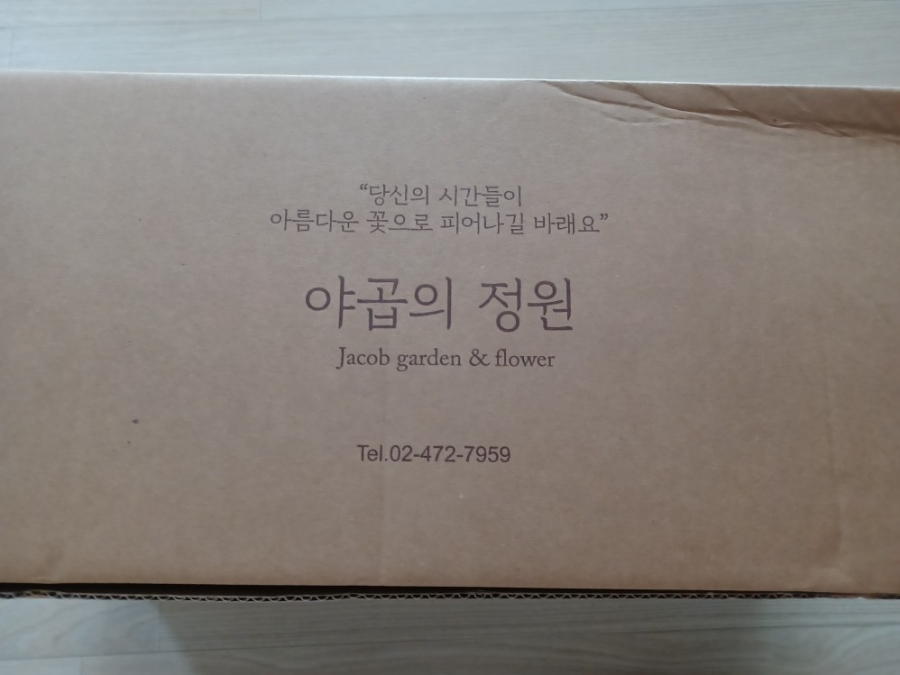 “당신의 시간들이
아름다운 꽃으로 피어나길 바래요”
야곱의 정원
Jacob garden & flower
Tel.02-472-7959